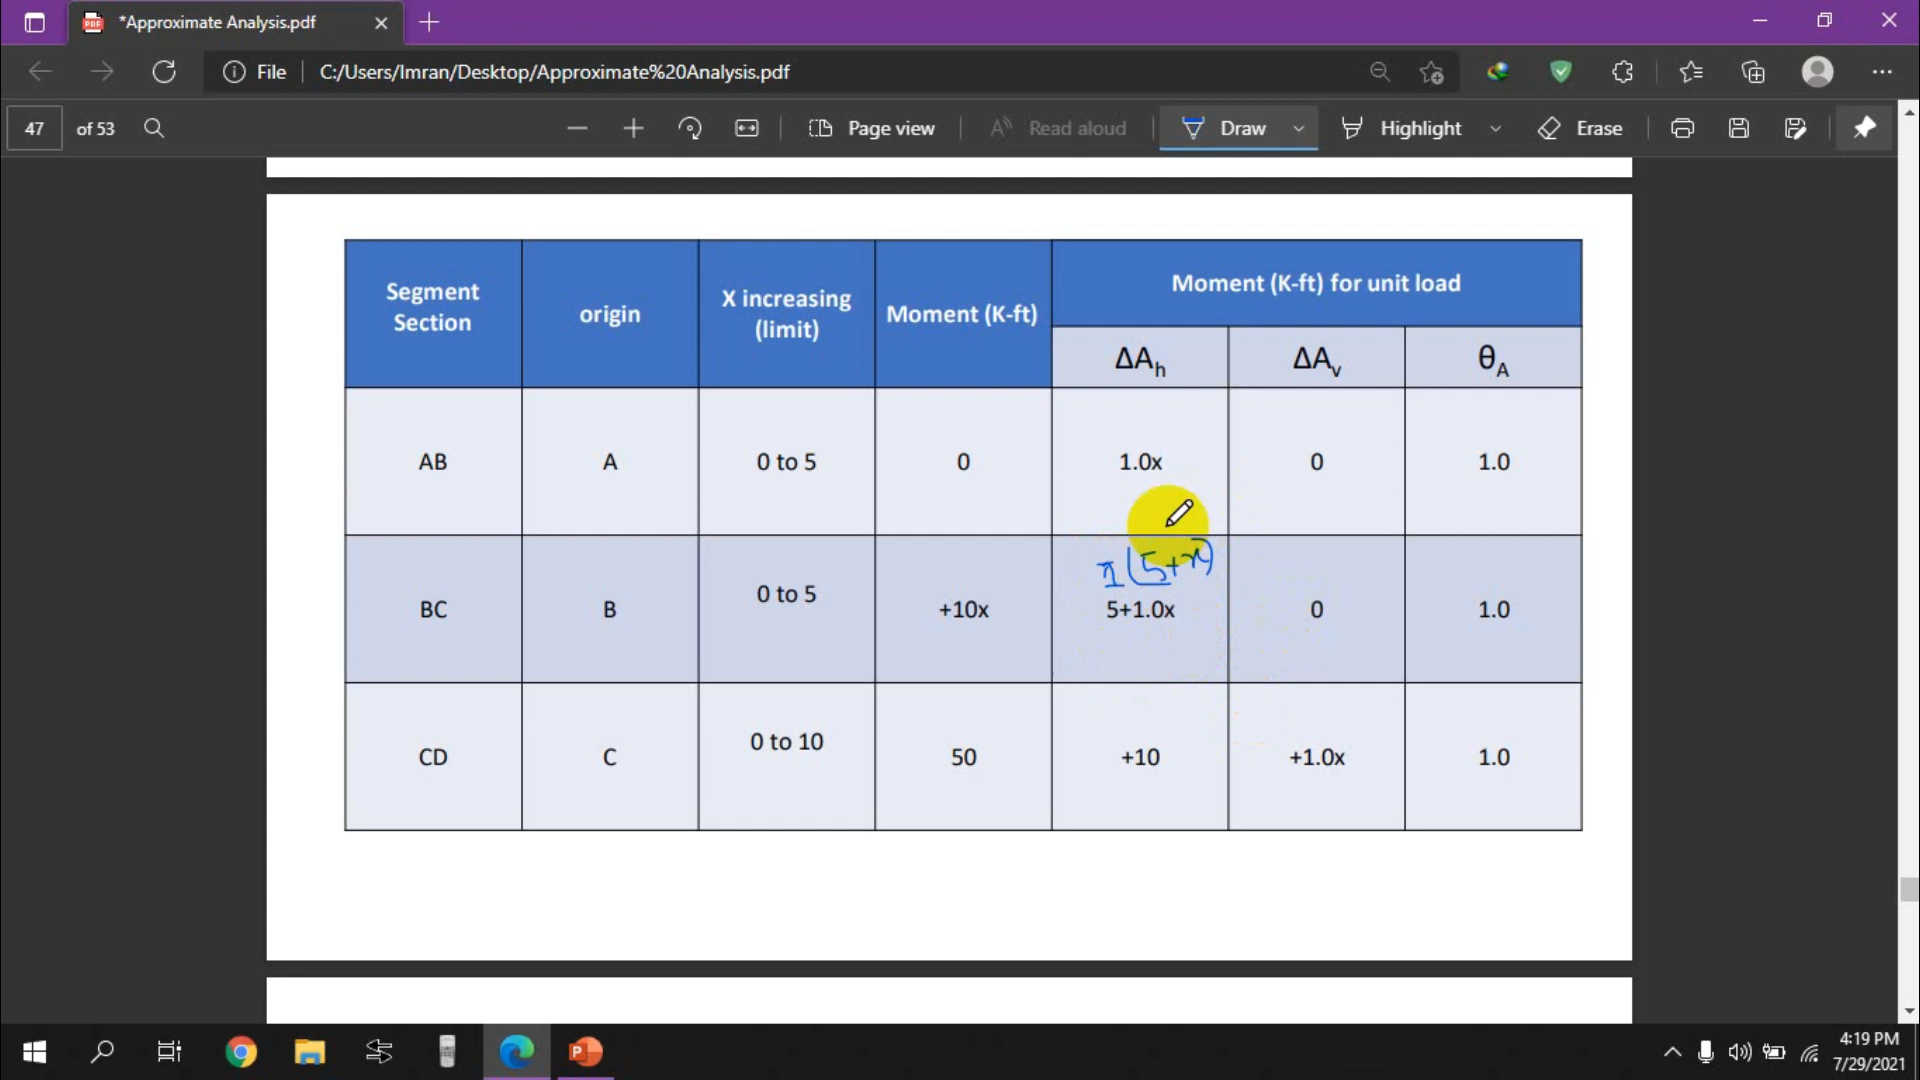 *Approximate Analysis.pdf
File
C:/Users/Imran/Desktop/Approximate%20Analysis.pdf
47 of 53
Page view
Read aloud
Draw
Highlight
Erase
Segment Section
origin
X increasing (limit)
Moment (K-ft)
Moment (K-ft) for unit load
ΔAh
ΔAv
θA
AB A 0 to 5 0 1.0x 0 1.0
1(5+x)
BC B 0 to 5 +10x 5+1.0x 0 1.0
CD C 0 to 10 50 +10 +1.0x 1.0
4:19 PM
7/29/2021